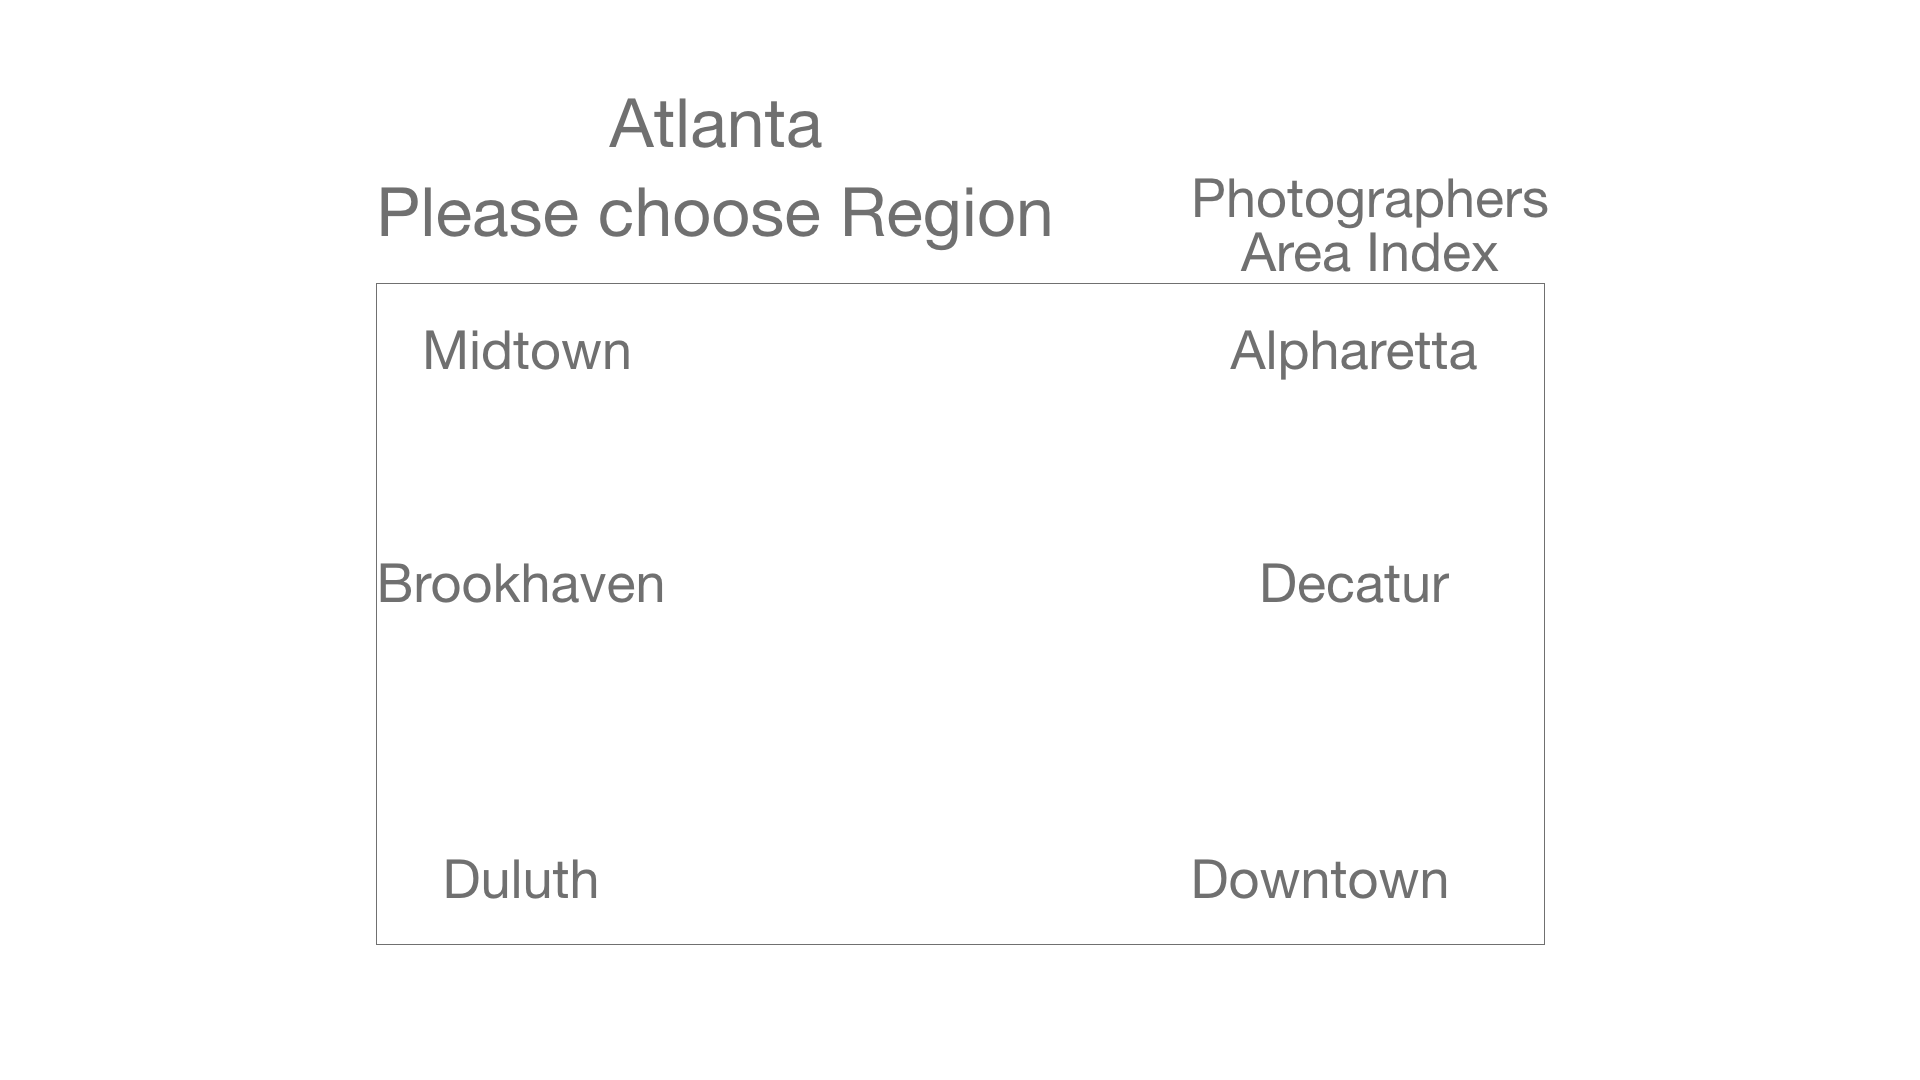 Atlanta
Please choose Region
Photographers
Area Index
Midtown
Alpharetta
Brookhaven
Decatur
Duluth
Downtown